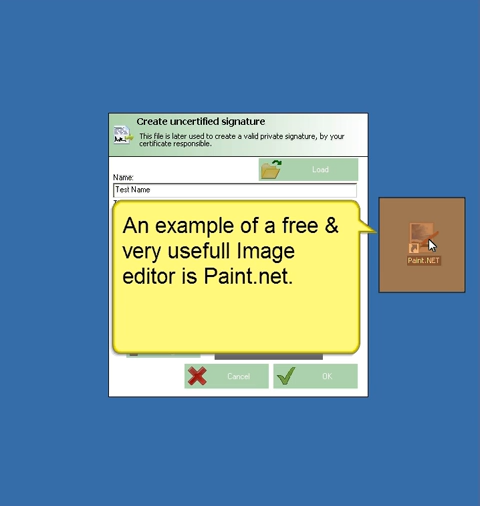 Create uncertified signature
This file is later used to create a valid private signature, by your
certificate responsible.
Load
Name:
Test Name
An example of a free &
very usefull Image
editor is Paint.net.
Paint.NET
Cancel
OK